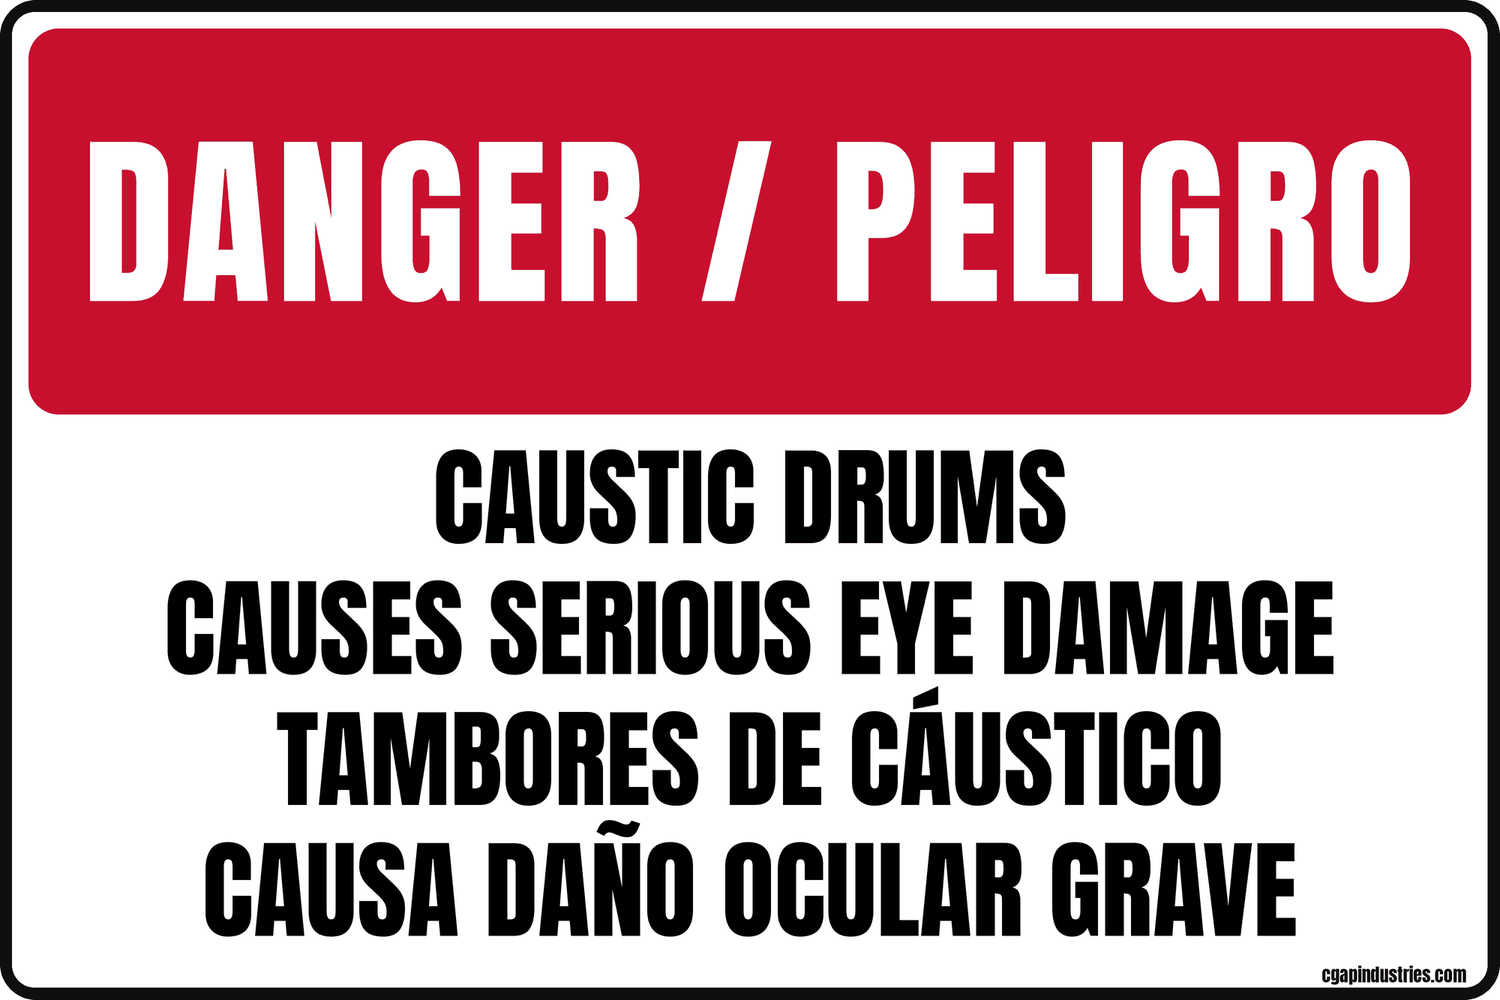 DANGER / PELIGRO
CAUSTIC DRUMS
CAUSES SERIOUS EYE DAMAGE
TAMBORES DE CÁUSTICO
CAUSA DAÑO OCULAR GRAVE
cgapindustries.com